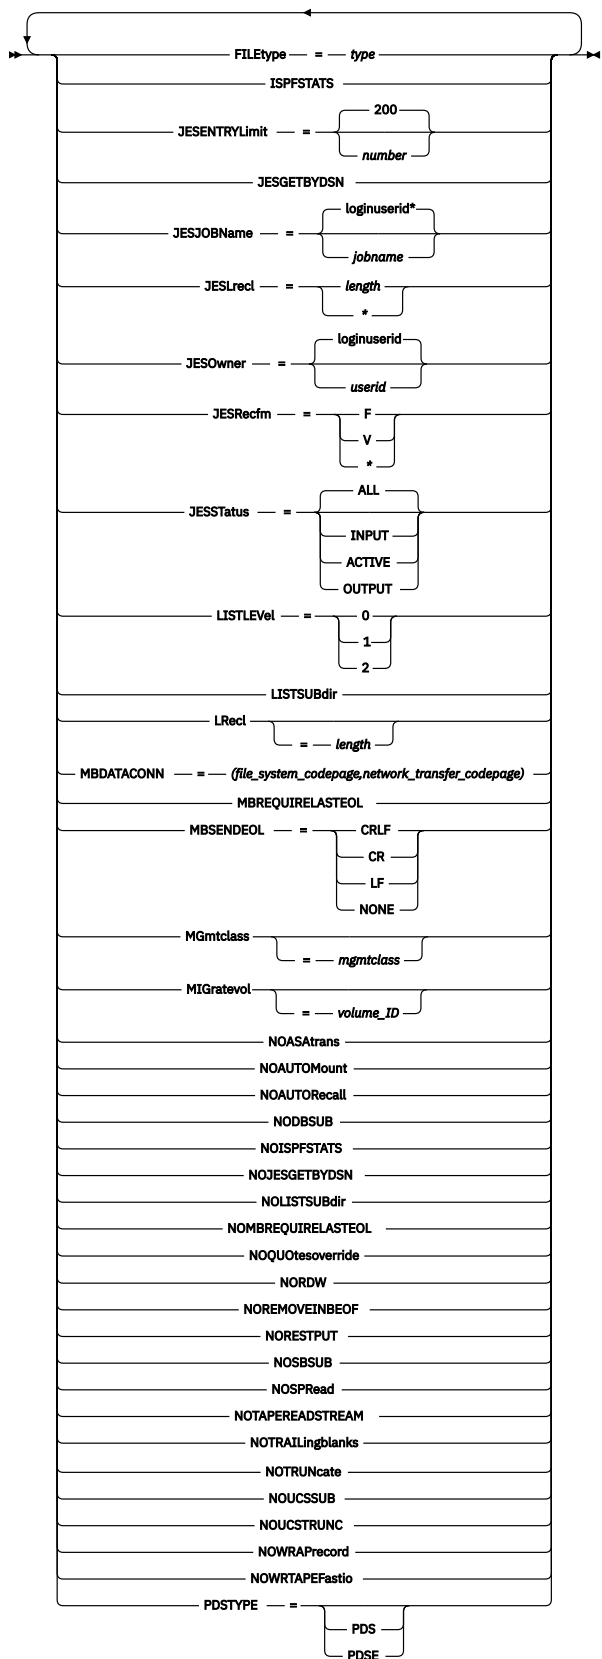 FILEtype = type
ISPFSTATS
200
JESENTRYLimit =
number
JESGETBYDSN
loginuserid*
JESJOBName =
jobname
JESLrecl = length
*
loginuserid
JESOwner =
userid
JESRecfm = F
V
*
ALL
JESSTatus =
INPUT
ACTIVE
OUTPUT
LISTLEVel = 0
1
2
LISTSUBdir
LRecl
= length
MBDATACONN = (file_system_codepage,network_transfer_codepage)
MBREQUIRELASTEOL
MBSENDEOL = CRLF
CR
LF
NONE
MGmtclass
= mgmtclass
MIGratevol
= volume_ID
NOASAtrans
NOAUTOMount
NOAUTORecall
NODBSUB
NOISPFSTATS
NOJESGETBYDSN
NOLISTSUBdir
NOMBREQUIRELASTEOL
NOQUOtesoverride
NORDW
NOREMOVEINBEOF
NORESTPUT
NOSBSUB
NOSPRead
NOTAPEREADSTREAM
NOTRAILingblanks
NOTRUNcate
NOUCSSUB
NOUCSTRUNC
NOWRAPrecord
NOWRTAPEFastio
PDSTYPE =
PDS
PDSE